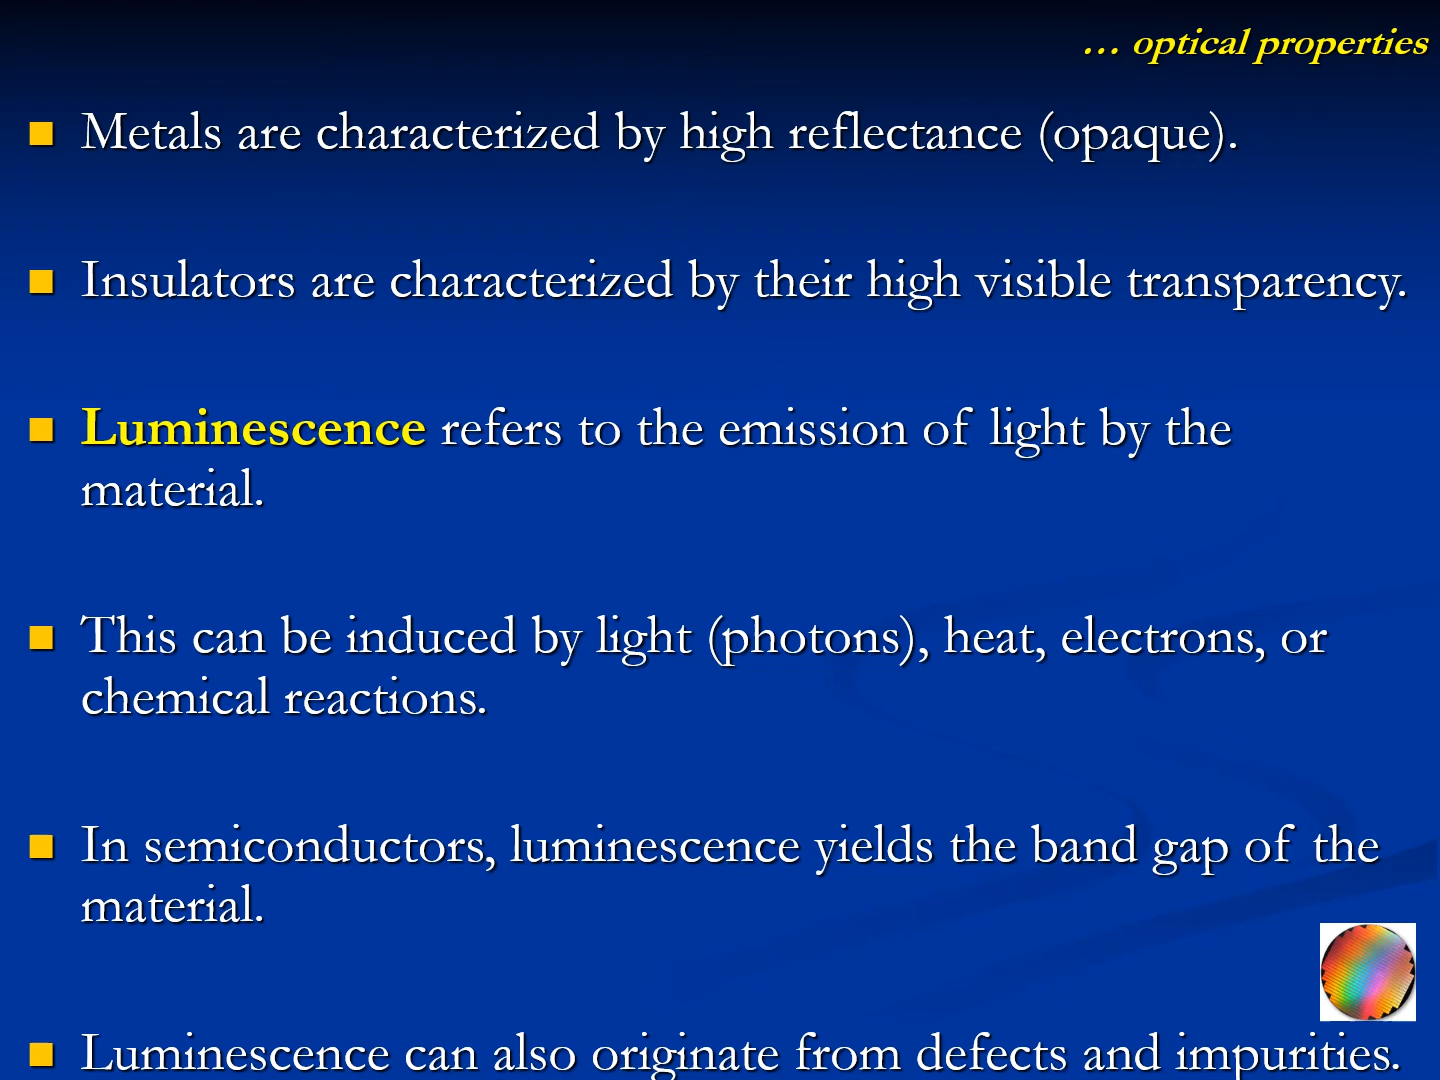 … optical properties
Metals are characterized by high reflectance (opaque).
Insulators are characterized by their high visible transparency.
Luminescence refers to the emission of light by the
material.
This can be induced by light (photons), heat, electrons, or
chemical reactions.
In semiconductors, luminescence yields the band gap of the
material.
Luminescence can also originate from defects and impurities.